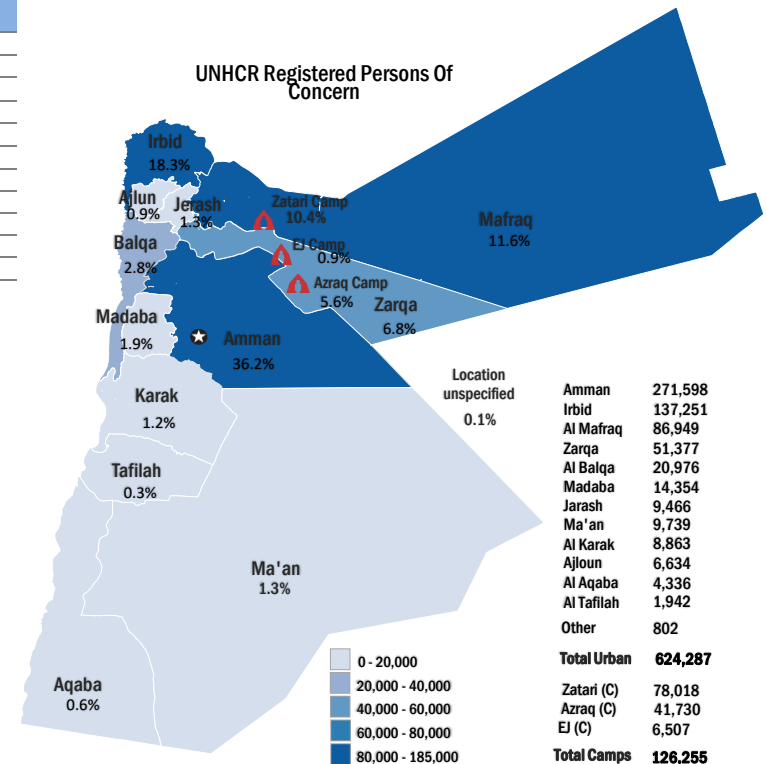 UNHCR Registered Persons Of
Concern
Irbid
18.3%
Ajlun
0.9%
Jerash
1.3%
Zatari Camp
10.4%
Mafraq
11.6%
Balqa
2.8%
EJ Camp
0.9%
Azraq Camp
5.6%
Zarqa
6.8%
Madaba
1.9%
Amman
36.2%
Location
unspecified
0.1%
Karak
1.2%
Tafilah
0.3%
Ma'an
1.3%
Aqaba
0.6%
0 - 20,000
20,000 - 40,000
40,000 - 60,000
60,000 - 80,000
80,000 - 185,000
Amman 271,598
Irbid 137,251
Al Mafraq 86,949
Zarqa 51,377
Al Balqa 20,976
Madaba 14,354
Jarash 9,466
Ma'an 9,739
Al Karak 8,863
Ajloun 6,634
Al Aqaba 4,336
Al Tafilah 1,942
Other 802
Total Urban 624,287
Zatari (C) 78,018
Azraq (C) 41,730
EJ (C) 6,507
Total Camps 126,255